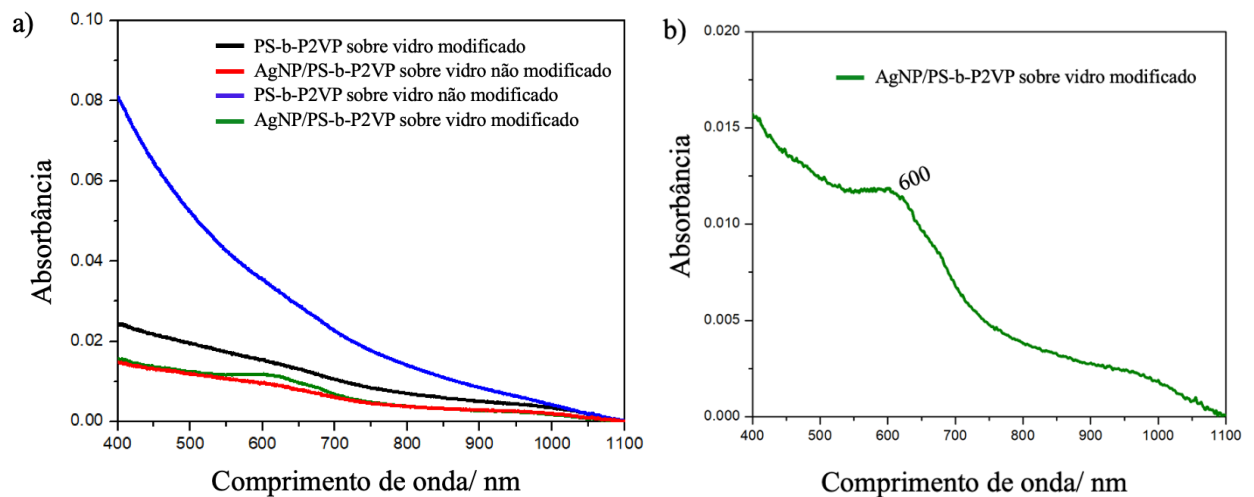 a)
0.10
0.08
0.06
0.04
0.02
0.00
Absorbância
PS-b-P2VP sobre vidro modificado
AgNP/PS-b-P2VP sobre vidro não modificado
PS-b-P2VP sobre vidro não modificado
AgNP/PS-b-P2VP sobre vidro modificado
400 500 600 700 800 900 1000 1100
Comprimento de onda/ nm
b)
0.020
0.015
0.010
0.005
0.000
Absorbância
AgNP/PS-b-P2VP sobre vidro modificado
600
400 500 600 700 800 900 1000 1100
Comprimento de onda/ nm